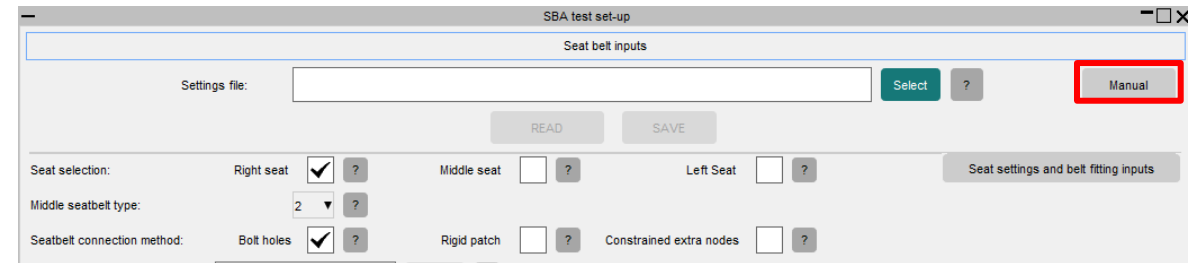 SBA test set-up
Seat belt inputs
Settings file: Select ? Manual
READ SAVE
Seat selection: Right seat ? Middle seat ? Left Seat ? Seat settings and belt fitting inputs
Middle seatbelt type: 2 ?
Seatbelt connection method: Bolt holes ? Rigid patch ? Constrained extra nodes ?